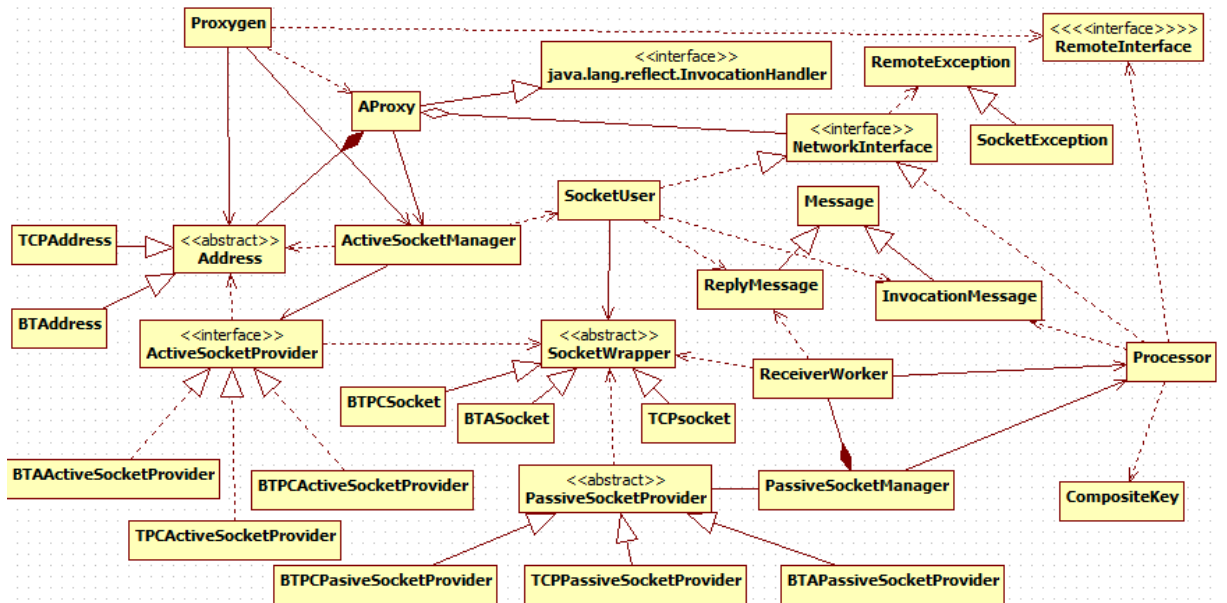 Proxygen
<<<<interface>>>>
RemoteInterface
<<interface>>
java.lang.reflect.InvocationHandler
RemoteException
AProxy
<<interface>>
NetworkInterface
SocketException
SocketUser
Message
TCPAddress
<<abstract>>
Address
ActiveSocketManager
ReplyMessage
InvocationMessage
BTAddress
<<interface>>
ActiveSocketProvider
<<abstract>>
SocketWrapper
ReceiverWorker
Processor
BTPCSocket
BTASocket
TCPsocket
BTAActiveSocketProvider
BTPCActiveSocketProvider
<<abstract>>
PassiveSocketProvider
PassiveSocketManager
CompositeKey
TPCActiveSocketProvider
BTPCPasiveSocketProvider
TCPPassiveSocketProvider
BTAPassiveSocketProvider